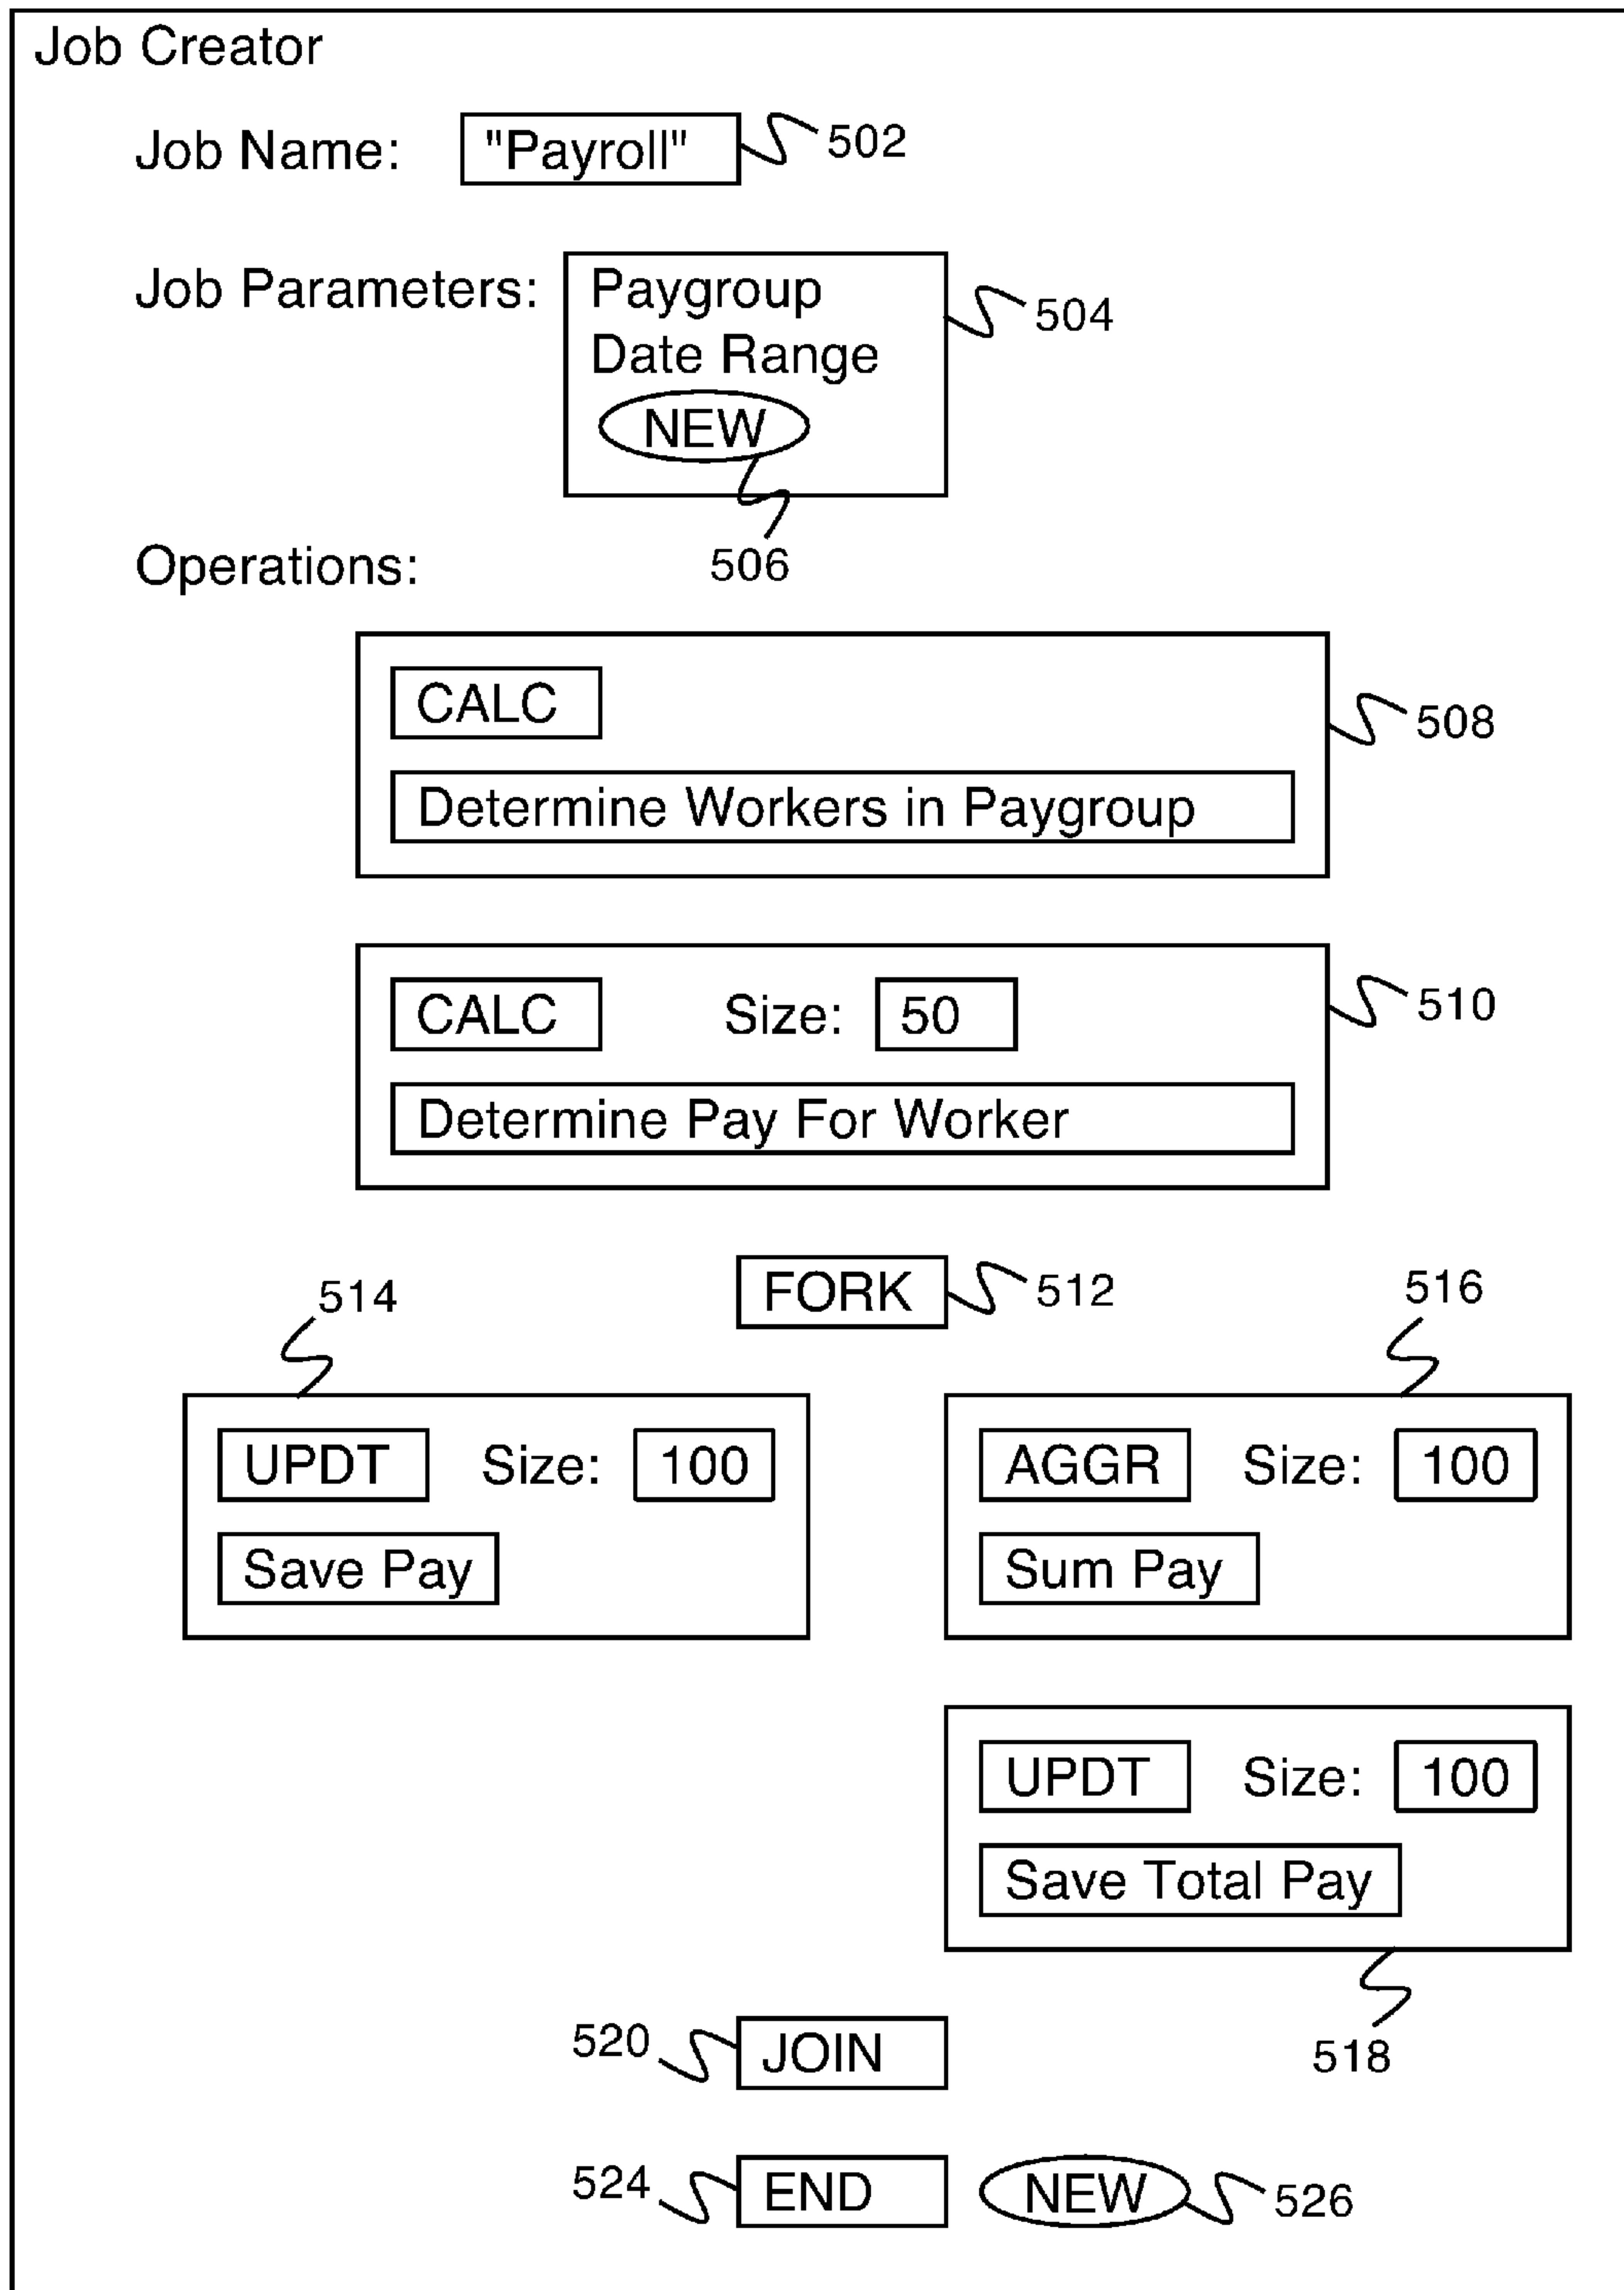 Job Creator
Job Name: "Payroll" 502
Job Parameters: Paygroup
Date Range
504
NEW
506
Operations:
CALC
508
Determine Workers in Paygroup
CALC Size: 50
510
Determine Pay For Worker
FORK 512
514
516
UPDT Size: 100
Save Pay
AGGR Size: 100
Sum Pay
UPDT Size: 100
Save Total Pay
518
520 JOIN
524 END NEW 526